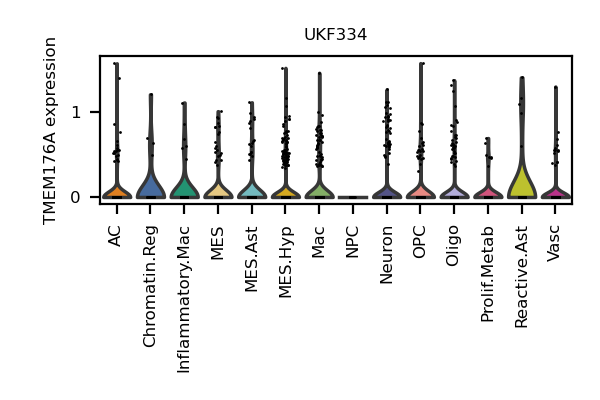 UKF334
TMEM176A expression
1
0
AC
Chromatin.Reg
Inflammatory.Mac
MES
MES.Ast
MES.Hyp
Mac
NPC
Neuron
OPC
Oligo
Prolif.Metab
Reactive.Ast
Vasc